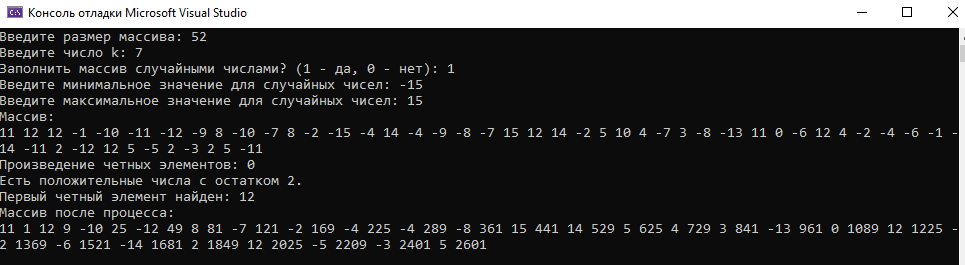 Консоль отладки Microsoft Visual Studio
Введите размер массива: 52
Введите число k: 7
Заполнить массив случайными числами? (1 - да, 0 - нет): 1
Введите минимальное значение для случайных чисел: -15
Введите максимальное значение для случайных чисел: 15
Массив:
11 12 12 -1 -10 -11 -12 -9 8 -10 -7 8 -2 -15 -4 14 -4 -9 -8 -7 15 12 14 -2 5 10 4 -7 3 -8 -13 11 0 -6 12 4 -2 -4 -6 -1 -
14 -11 2 -12 12 5 -5 2 -3 2 5 -11
Произведение четных элементов: 0
Есть положительные числа с остатком 2.
Первый четный элемент найден: 12
Массив после процесса:
11 1 12 9 -10 25 -12 49 8 81 -7 121 -2 169 -4 225 -4 289 -8 361 15 441 14 529 5 625 4 729 3 841 -13 961 0 1089 12 1225 -
2 1369 -6 1521 -14 1681 2 1849 12 2025 -5 2209 -3 2401 5 2601